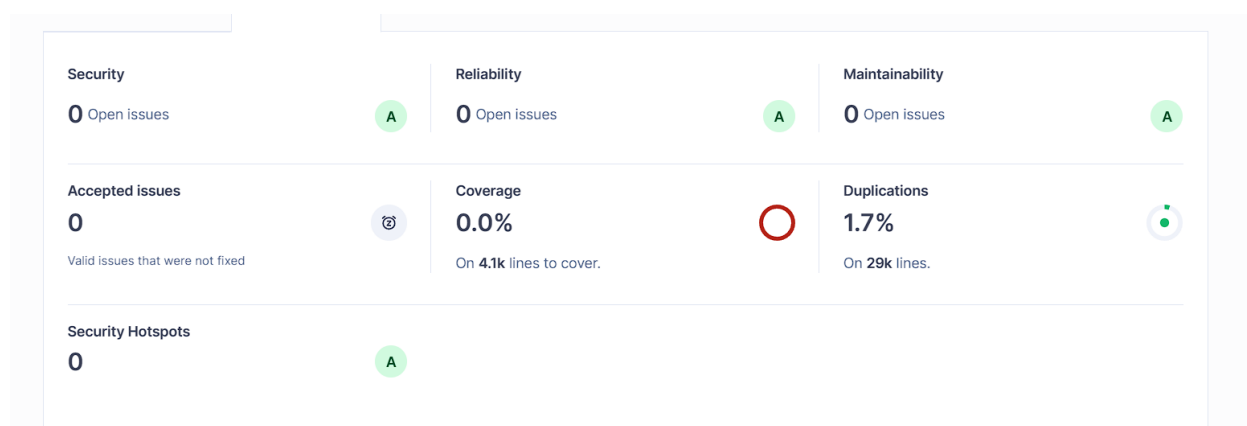 Security
0 Open issues
A
Reliability
0 Open issues
A
Maintainability
0 Open issues
A
Accepted issues
0
Valid issues that were not fixed
Coverage
0.0%
On 4.1k lines to cover.
Duplications
1.7%
On 29k lines.
Security Hotspots
0
A